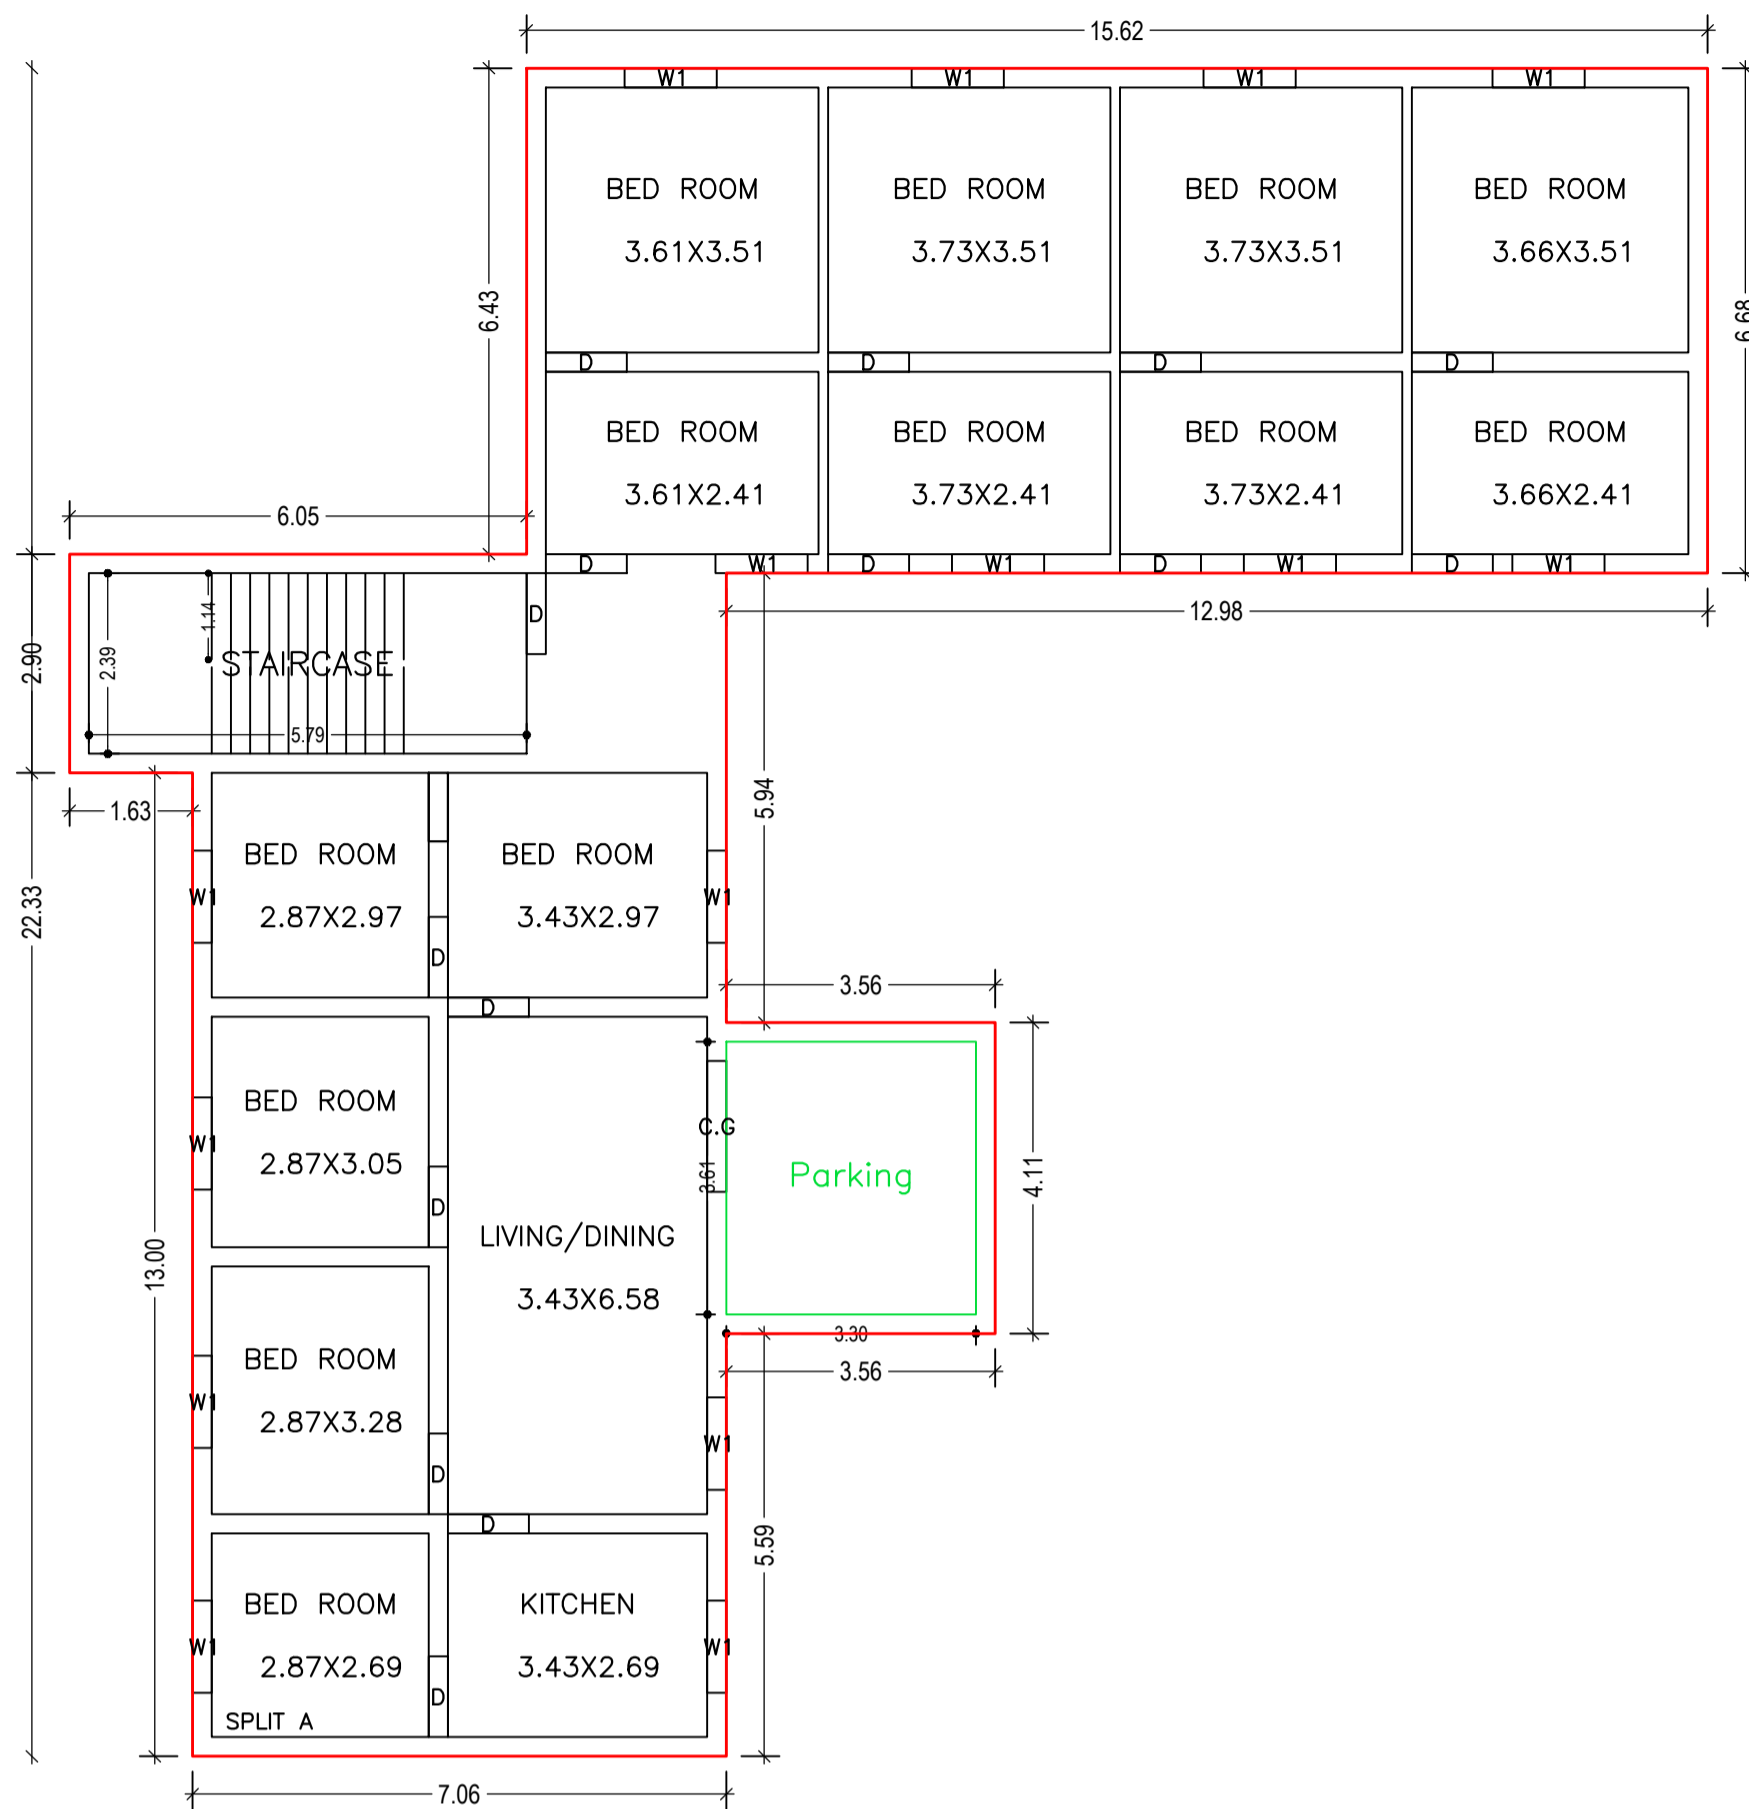 15.62
W1 W1 W1 W1
BED ROOM BED ROOM BED ROOM BED ROOM
3.61X3.51 3.73X3.51 3.73X3.51 3.66X3.51
6.43
6.68
D D D D
BED ROOM BED ROOM BED ROOM BED ROOM
3.61X2.41 3.73X2.41 3.73X2.41 3.66X2.41
6.05
D W1 D W1 D W1 D W1
12.98
1.14
D
2.90
2.39
STAIRCASE
5.79
1.63
5.94
BED ROOM BED ROOM
W1 W1
2.87X2.97 3.43X2.97
22.33
D
3.56
D
BED ROOM
C.G
W1
2.87X3.05
3.61
Parking
4.11
D
LIVING/DINING
3.43X6.58
13.00
3.30
3.56
BED ROOM
W1
2.87X3.28
W1
D
D
5.59
BED ROOM KITCHEN
W1 W1
2.87X2.69 3.43X2.69
D
SPLIT A
7.06